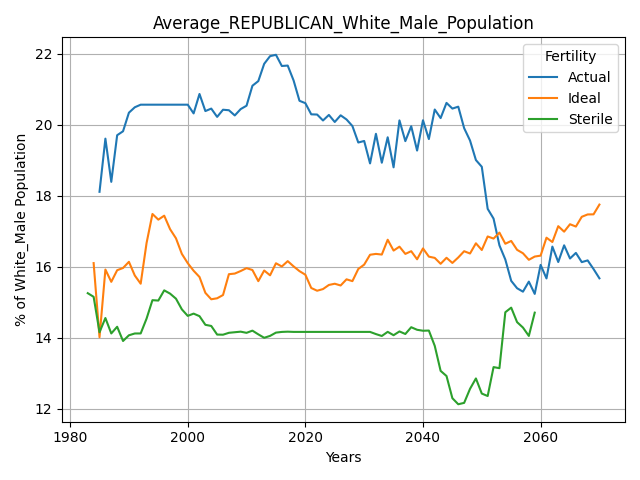 Average_REPUBLICAN_White_Male_Population
% of White_Male Population
22
20
18
16
14
12
Fertility
Actual
Ideal
Sterile
1980
2000
2020
2040
2060
Years